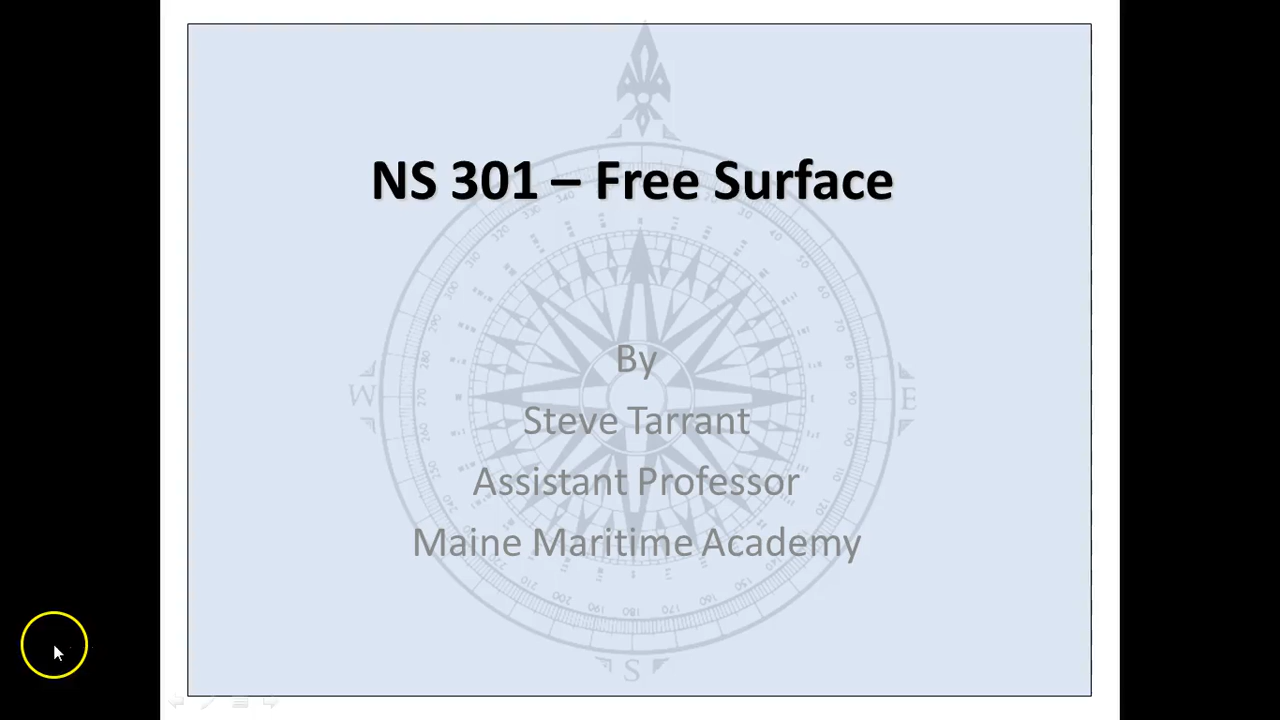 NS 301 – Free Surface
By
Steve Tarrant
Assistant Professor
Maine Maritime Academy
W
E
S